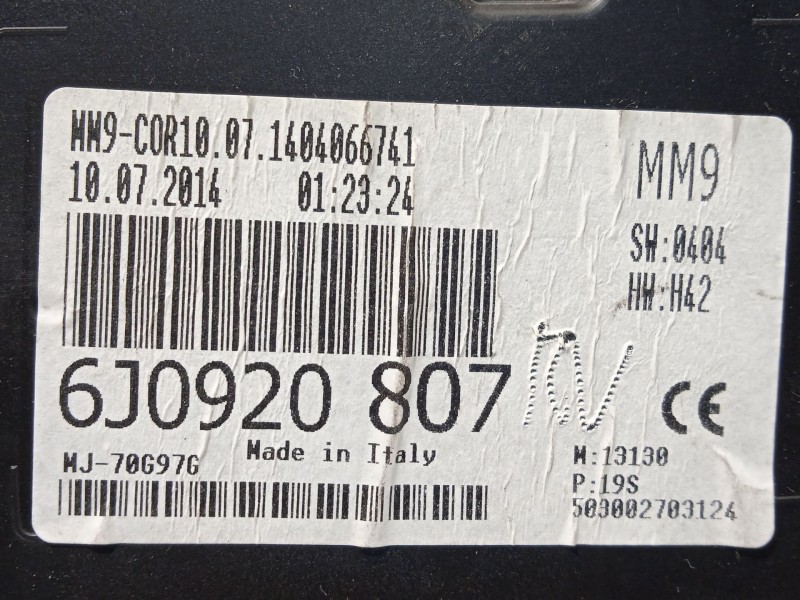 MM9-COR10.07.1404066741
10.07.2014 01:23:24
MM9
SW:0404
HW:H42
6J0920 807
CE
MJ-70G97G Made in Italy
M:13130
P:19S
503002703124